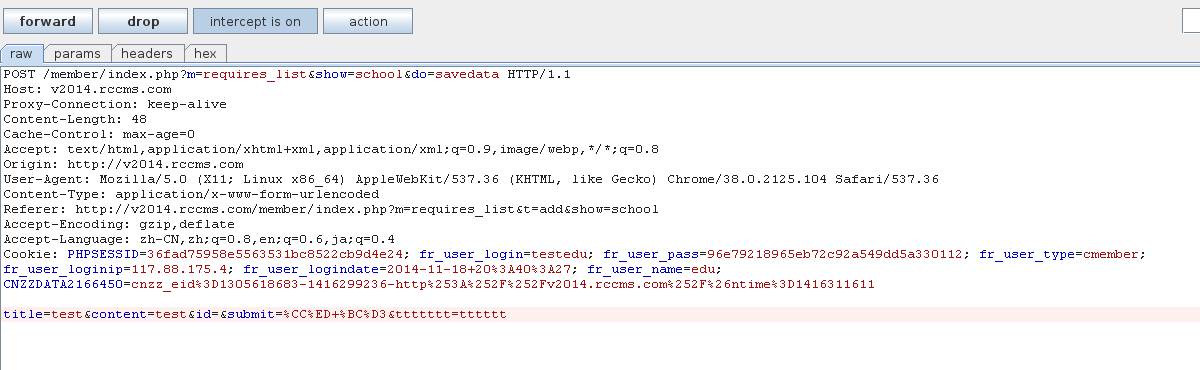 forward drop intercept is on action
raw params headers hex
POST /member/index.php?m=requires_list&show=school&do=savedata HTTP/1.1
Host: v2014.rccms.com
Proxy-Connection: keep-alive
Content-Length: 48
Cache-Control: max-age=0
Accept: text/html,application/xhtml+xml,application/xml;q=0.9,image/webp,*/*;q=0.8
Origin: http://v2014.rccms.com
User-Agent: Mozilla/5.0 (X11; Linux x86_64) AppleWebKit/537.36 (KHTML, like Gecko) Chrome/38.0.2125.104 Safari/537.36
Content-Type: application/x-www-form-urlencoded
Referer: http://v2014.rccms.com/member/index.php?m=requires_list&t=add&show=school
Accept-Encoding: gzip,deflate
Accept-Language: zh-CN,zh;q=0.8,en;q=0.6,ja;q=0.4
Cookie: PHPSESSID=36fad75958e5563531bc8522cb9d4e24; fr_user_login=testedu; fr_user_pass=96e79218965eb72c92a549dd5a330112; fr_user_type=cmember;
fr_user_loginip=117.88.175.4; fr_user_logindate=2014-11-18+20%3A40%3A27; fr_user_name=edu;
CNZZDATA2166450=cnzz_eid%3D1305618683-1416299236-http%253A%252F%252Fv2014.rccms.com%252F%26ntime%3D1416311611
title=test&content=test&id=&submit=%CC%ED+%BC%D3&ttttttt=tttttt